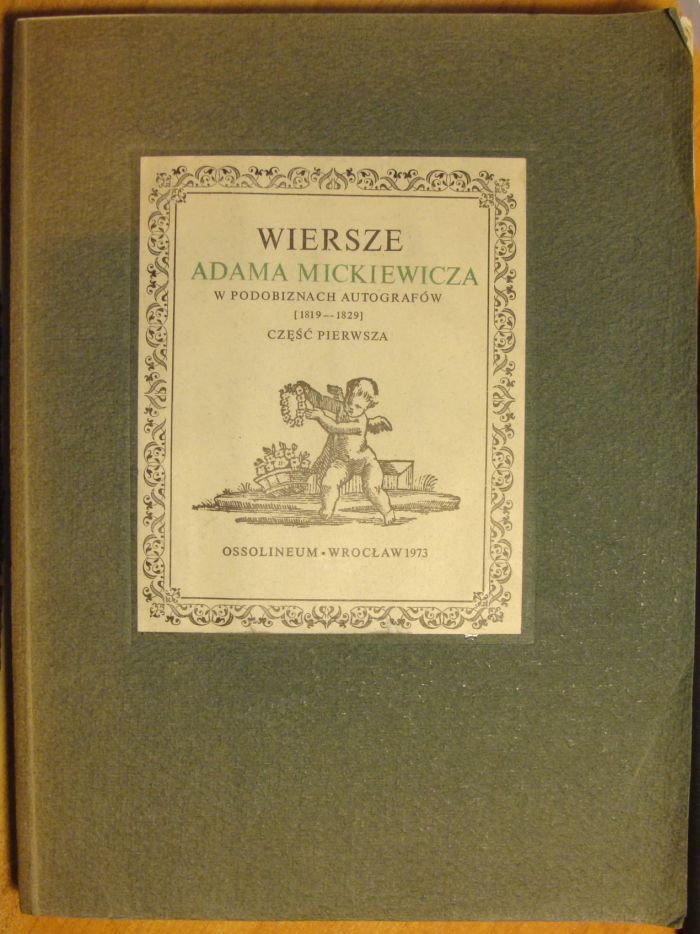 WIERSZE
ADAMA MICKIEWICZA
W PODOBIZNACH AUTOGRAFÓW
[1819—1829]
CZĘŚĆ PIERWSZA
OSSOLINEUM • WROCŁAW 1973